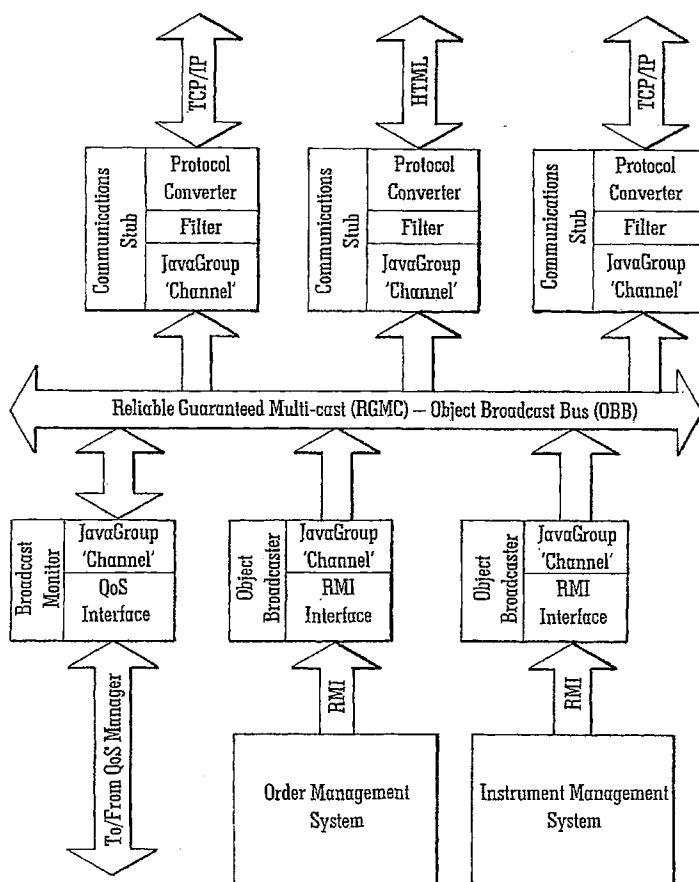 TCP/IP
HTML
TCP/IP
Communications
Stub
Protocol
Converter
Filter
JavaGroup
'Channel'
Communications
Stub
Protocol
Converter
Filter
JavaGroup
'Channel'
Communications
Stub
Protocol
Converter
Filter
JavaGroup
'Channel'
Reliable Guaranteed Multi-cast (RGMC) – Object Broadcast Bus (OBB)
Broadcast
Monitor
JavaGroup
'Channel'
QoS
Interface
Object
Broadcaster
JavaGroup
'Channel'
RMI
Interface
Object
Broadcaster
JavaGroup
'Channel'
RMI
Interface
To/From QoS Manager
RMI
RMI
Order Management
System
Instrument Management
System